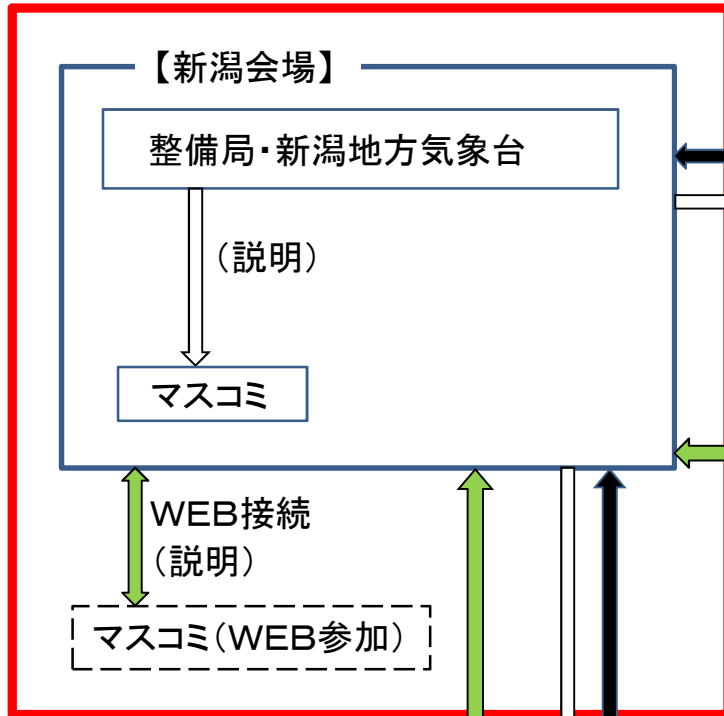 【新潟会場】
整備局・新潟地方気象台
（説明）
マスコミ
ＷＥＢ接続
（説明）
マスコミ（ＷＥＢ参加）